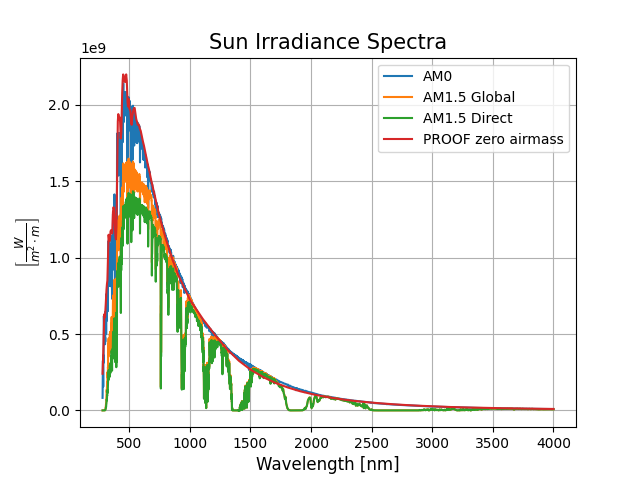 Sun Irradiance Spectra
1e9
AM0
AM1.5 Global
AM1.5 Direct
PROOF zero airmass
2.0
1.5
1.0
0.5
0.0
[W / m² · m]
500 1000 1500 2000 2500 3000 3500 4000
Wavelength [nm]